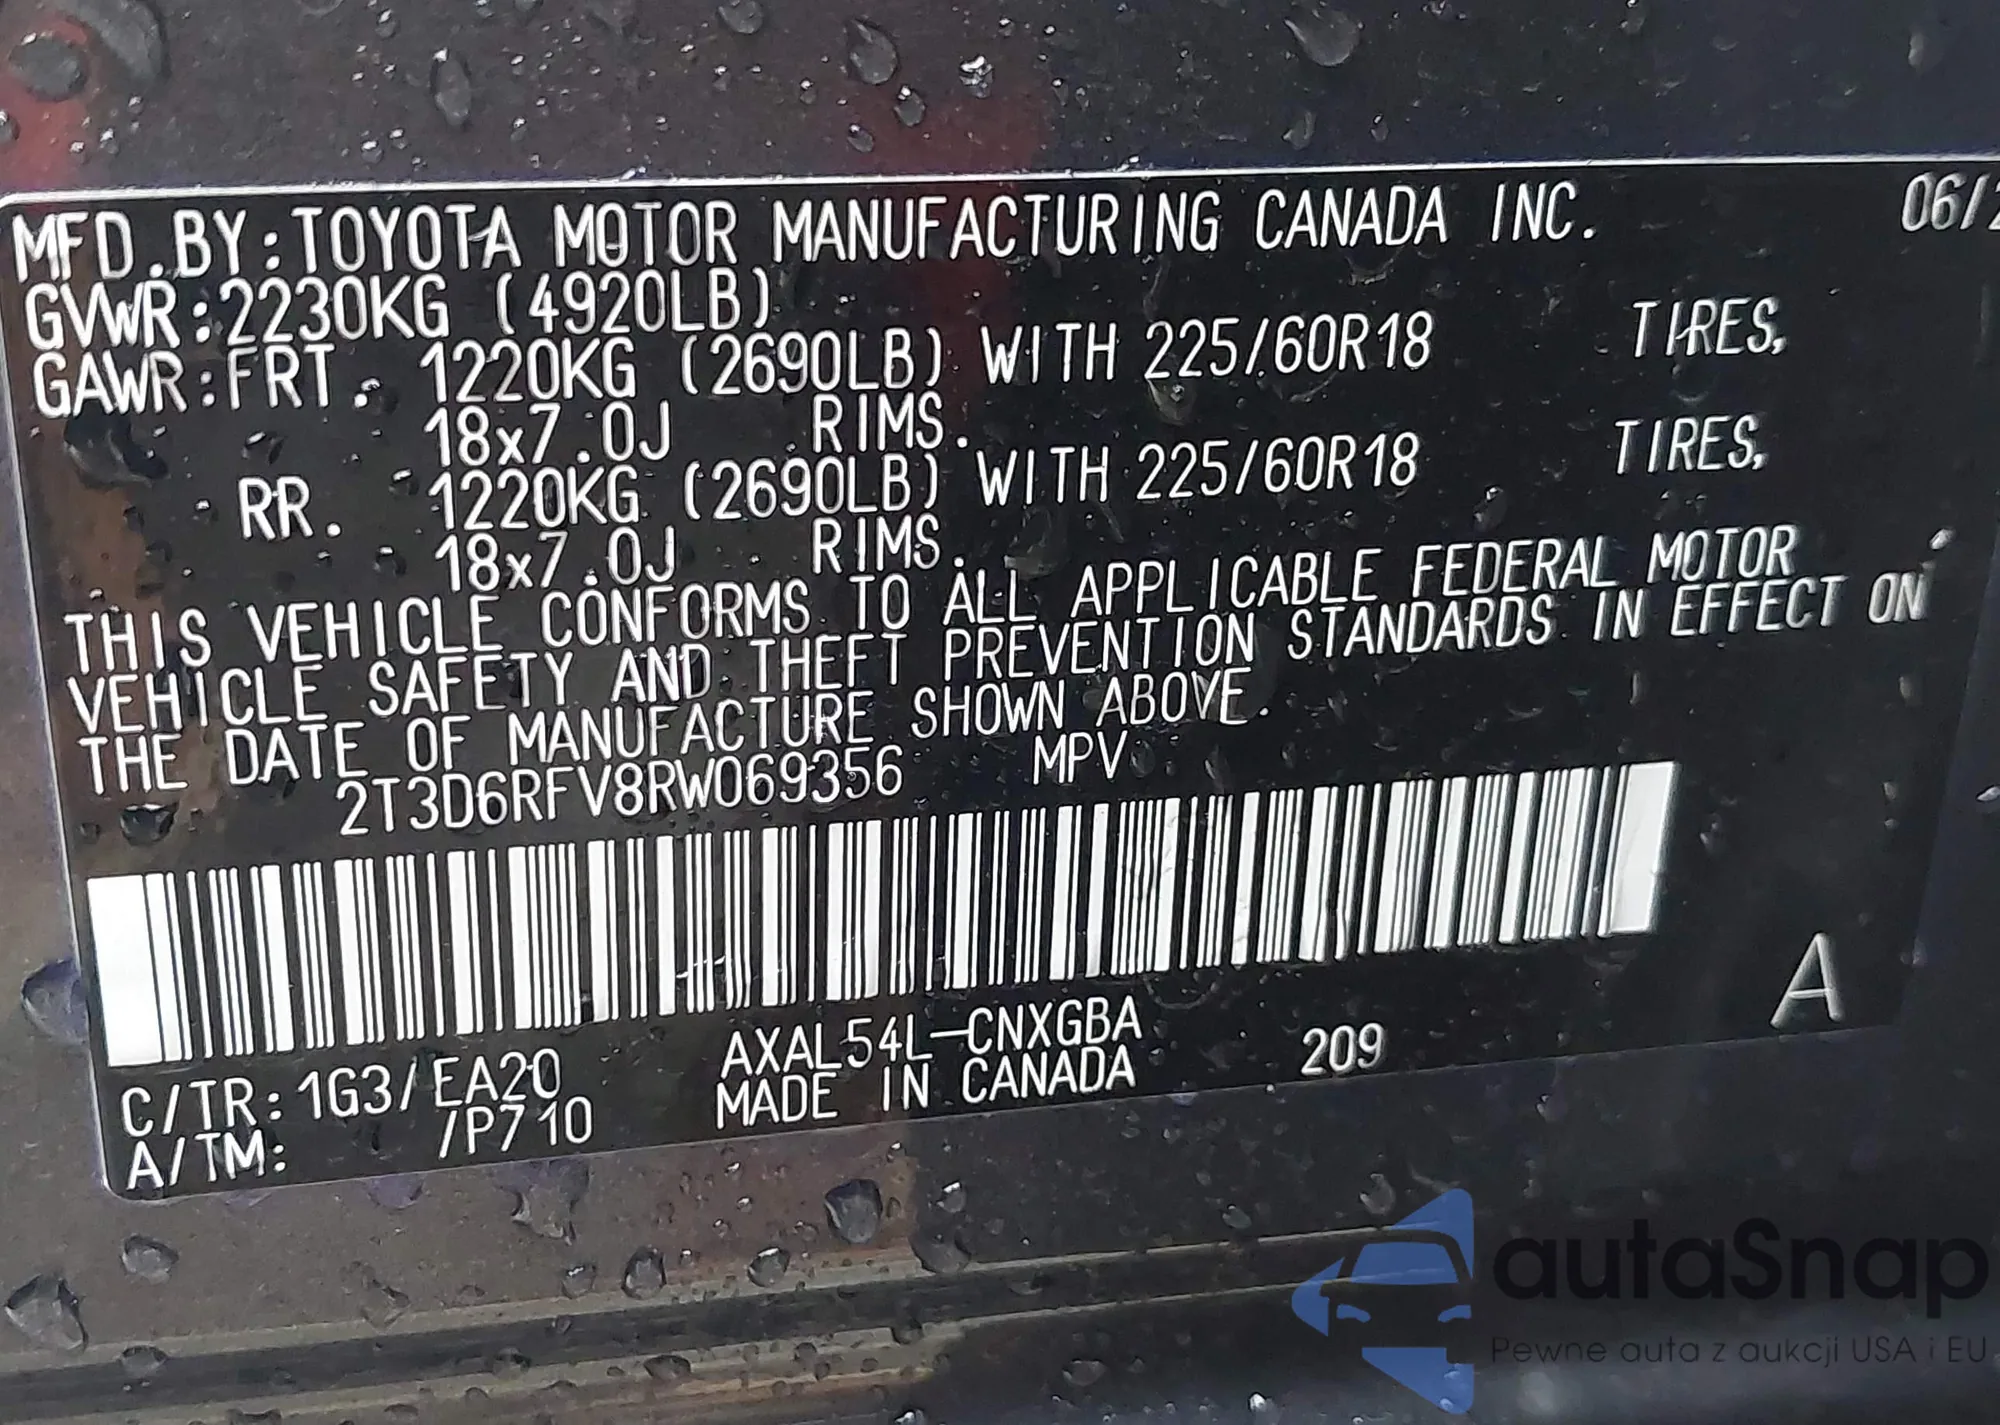 MFD.BY:TOYOTA MOTOR MANUFACTURING CANADA INC. 06/2
GVWR:2230KG (4920LB)
GAWR:FRT. 1220KG (2690LB) WITH 225/60R18 TIRES,
18x7.0J RIMS.
RR. 1220KG (2690LB) WITH 225/60R18 TIRES,
18x7.0J RIMS.
THIS VEHICLE CONFORMS TO ALL APPLICABLE FEDERAL MOTOR
VEHICLE SAFETY AND THEFT PREVENTION STANDARDS IN EFFECT ON
THE DATE OF MANUFACTURE SHOWN ABOVE.
2T3D6RFV8RW069356 MPV
A
AXAL54L-CNXGBA 209
C/TR:1G3/EA20 MADE IN CANADA
A/TM: /P710
autaSnap
Pewne auta z aukcji USA i EU